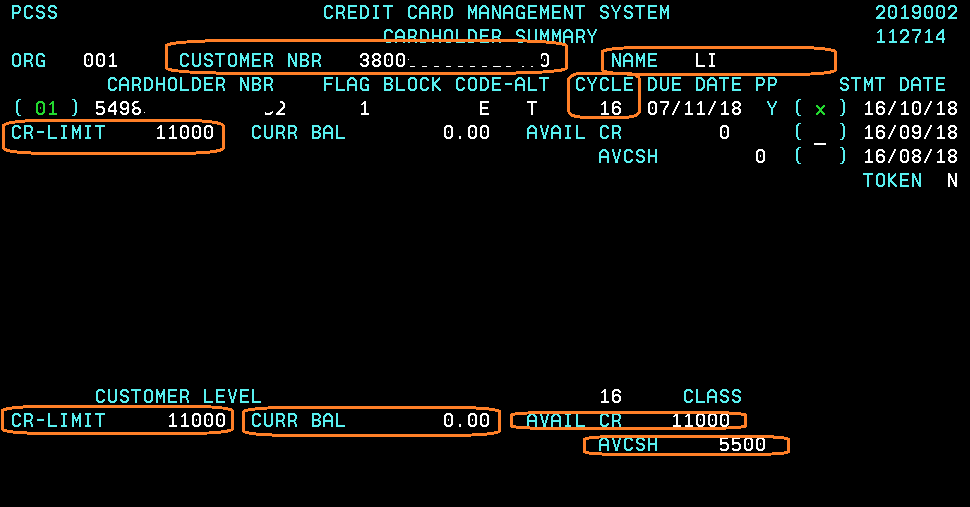 PCSS CREDIT CARD MANAGEMENT SYSTEM 2019002
CARDHOLDER SUMMARY 112714
ORG 001 CUSTOMER NBR 3800 0 NAME LI
CARDHOLDER NBR FLAG BLOCK CODE-ALT CYCLE DUE DATE PP STMT DATE
( 01 ) 5498 2 1 E T 16 07/11/18 Y ( x ) 16/10/18
CR-LIMIT 11000 CURR BAL 0.00 AVAIL CR 0 ( _ ) 16/09/18
AVCSH 0 ( ) 16/08/18
TOKEN N
CUSTOMER LEVEL 16 CLASS
CR-LIMIT 11000 CURR BAL 0.00 AVAIL CR 11000
AVCSH 5500